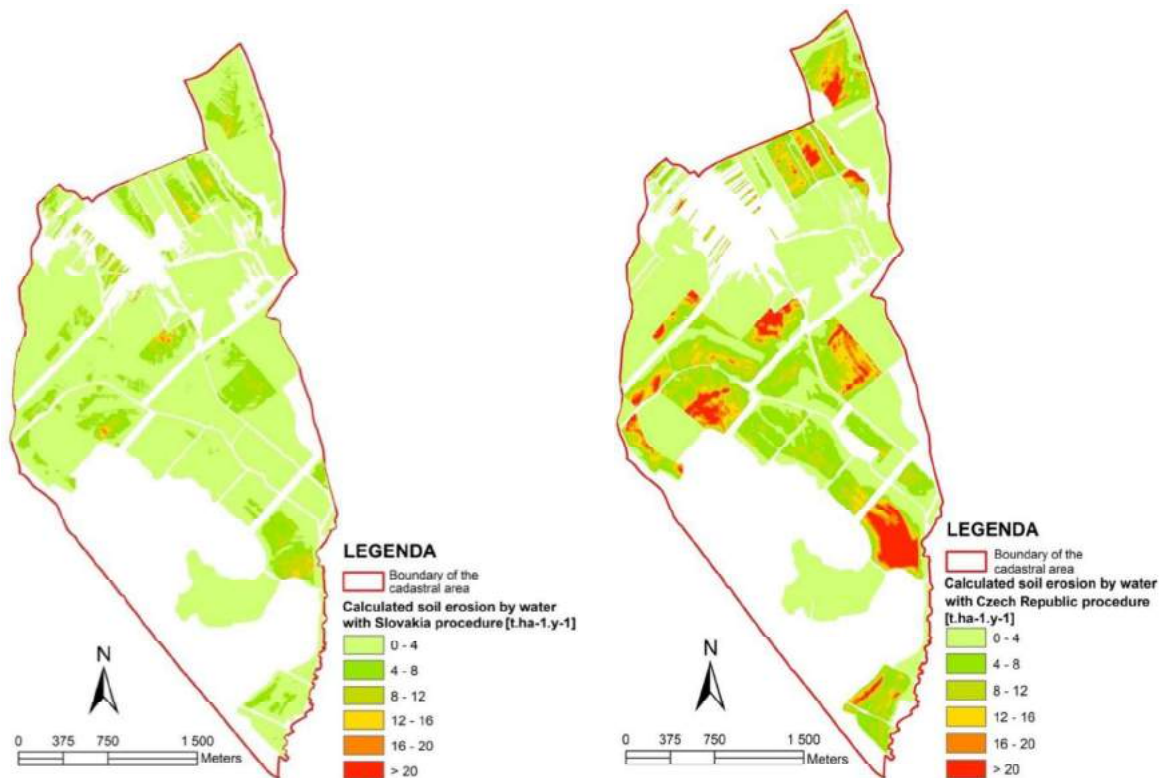 N
0 375 750 1 500
Meters
LEGENDA
Boundary of the
cadastral area
Calculated soil erosion by water
with Slovakia procedure [t.ha-1.y-1]
0 - 4
4 - 8
8 - 12
12 - 16
16 - 20
> 20
N
0 375 750 1 500
Meters
LEGENDA
Boundary of the
cadastral area
Calculated soil erosion by water
with Czech Republic procedure
[t.ha-1.y-1]
0 - 4
4 - 8
8 - 12
12 - 16
16 - 20
> 20